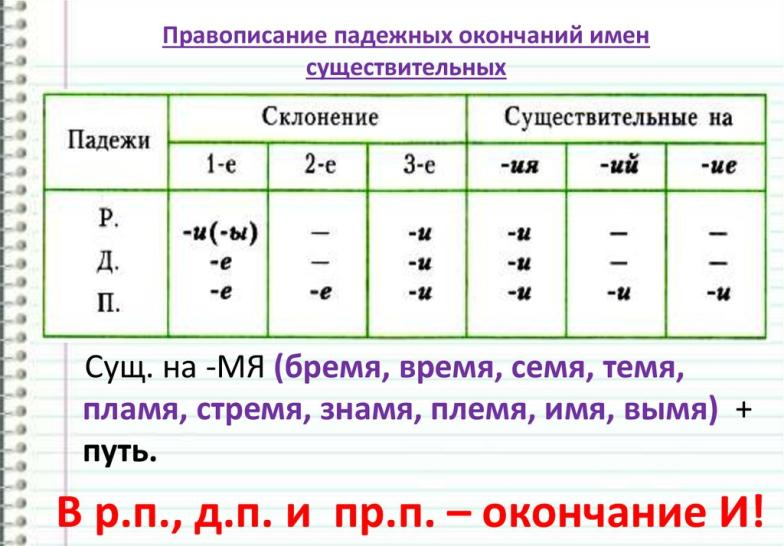 Правописание падежных окончаний имен
существительных
Падежи Склонение Существительные на
1-е 2-е 3-е -ия -ий -ие
Р. -и(-ы) — -и -и — —
Д. -е — -и -и — —
П. -е -е -и -и -и -и
Сущ. на -МЯ (бремя, время, семя, темя,
пламя, стремя, знамя, племя, имя, вымя) +
путь.
В р.п., д.п. и пр.п. – окончание И!